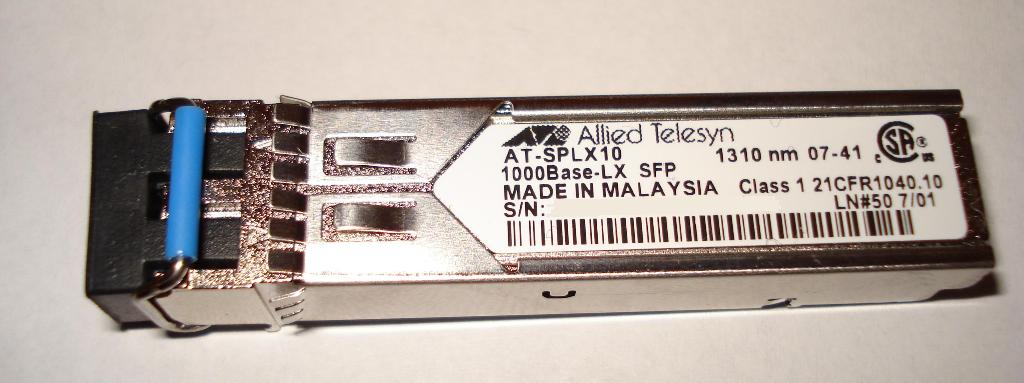 Allied Telesyn
AT-SPLX10 1310 nm 07-41
1000Base-LX SFP
MADE IN MALAYSIA Class 1 21CFR1040.10
S/N: LN#50 7/01